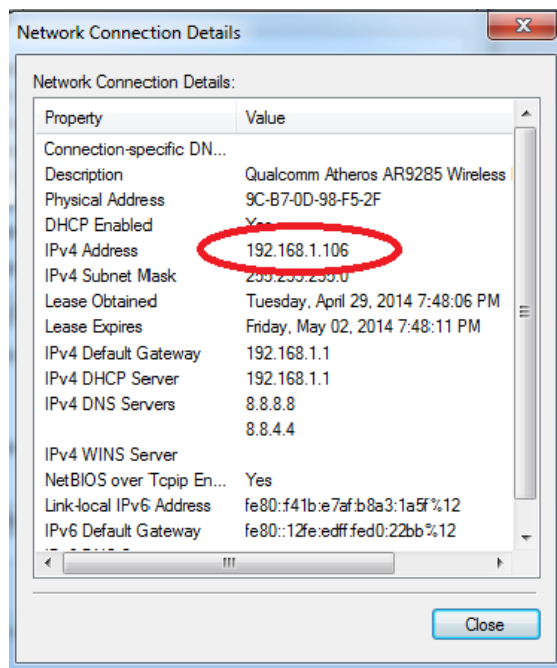 Network Connection Details
Network Connection Details:
Property Value
Connection-specific DN...
Description Qualcomm Atheros AR9285 Wireless
Physical Address 9C-B7-0D-98-F5-2F
DHCP Enabled Yes
IPv4 Address 192.168.1.106
IPv4 Subnet Mask 255.255.255.0
Lease Obtained Tuesday, April 29, 2014 7:48:06 PM
Lease Expires Friday, May 02, 2014 7:48:11 PM
IPv4 Default Gateway 192.168.1.1
IPv4 DHCP Server 192.168.1.1
IPv4 DNS Servers 8.8.8.8
8.8.4.4
IPv4 WINS Server
NetBIOS over Tcpip En... Yes
Link-local IPv6 Address fe80::f41b:e7af:b8a3:1a5f%12
IPv6 Default Gateway fe80::12fe:edff:fed0:22bb%12
Close